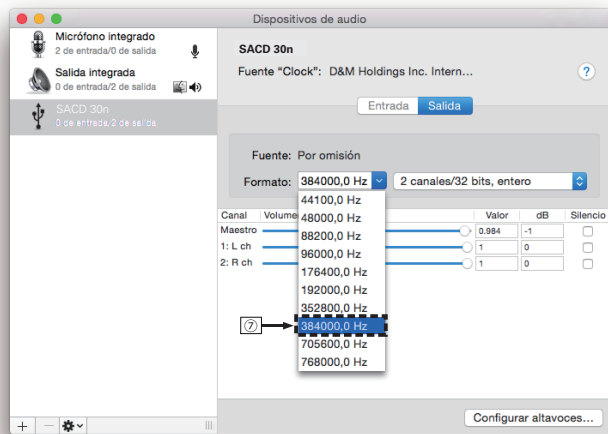 Dispositivos de audio
Micrófono integrado
2 de entrada/0 de salida
Salida integrada
0 de entrada/2 de salida
SACD 30n
0 de entrada/2 de salida
SACD 30n
Fuente “Clock”: D&M Holdings Inc. Intern...
?
Entrada Salida
Fuente: Por omisión
Formato: 384000,0 Hz 2 canales/32 bits, entero
44100,0 Hz
48000,0 Hz
88200,0 Hz
96000,0 Hz
176400,0 Hz
192000,0 Hz
352800,0 Hz
⑦ 384000,0 Hz
705600,0 Hz
768000,0 Hz
Canal Volume Valor dB Silencio
Maestro 0.984 -1
1: L ch 1 0
2: R ch 1 0
Configurar altavoces...